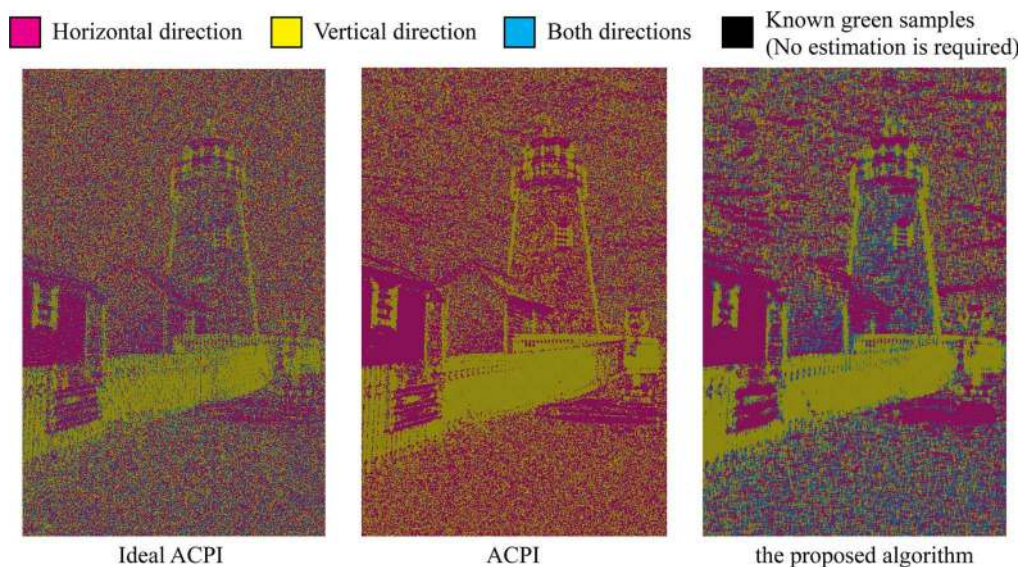 Horizontal direction
Vertical direction
Both directions
Known green samples
(No estimation is required)
Ideal ACPI
ACPI
the proposed algorithm